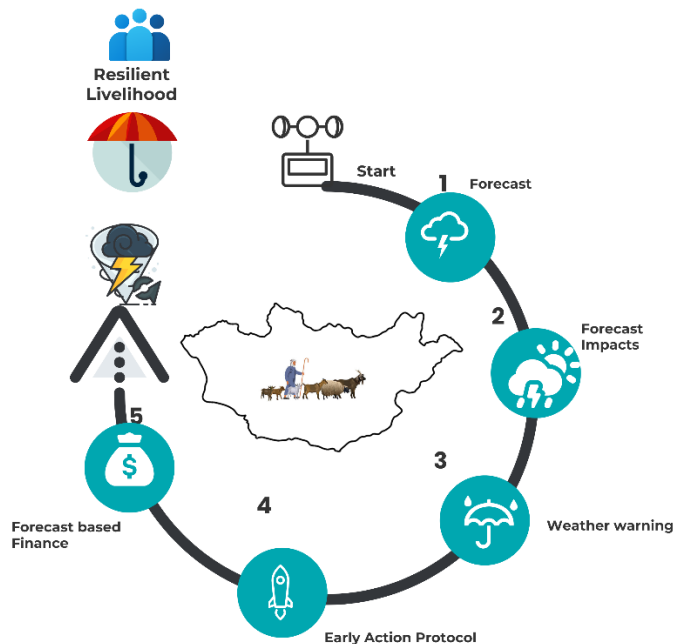 Resilient
Livelihood
Start
1
Forecast
2
Forecast
Impacts
3
Weather warning
4
Early Action Protocol
5
$
Forecast based
Finance